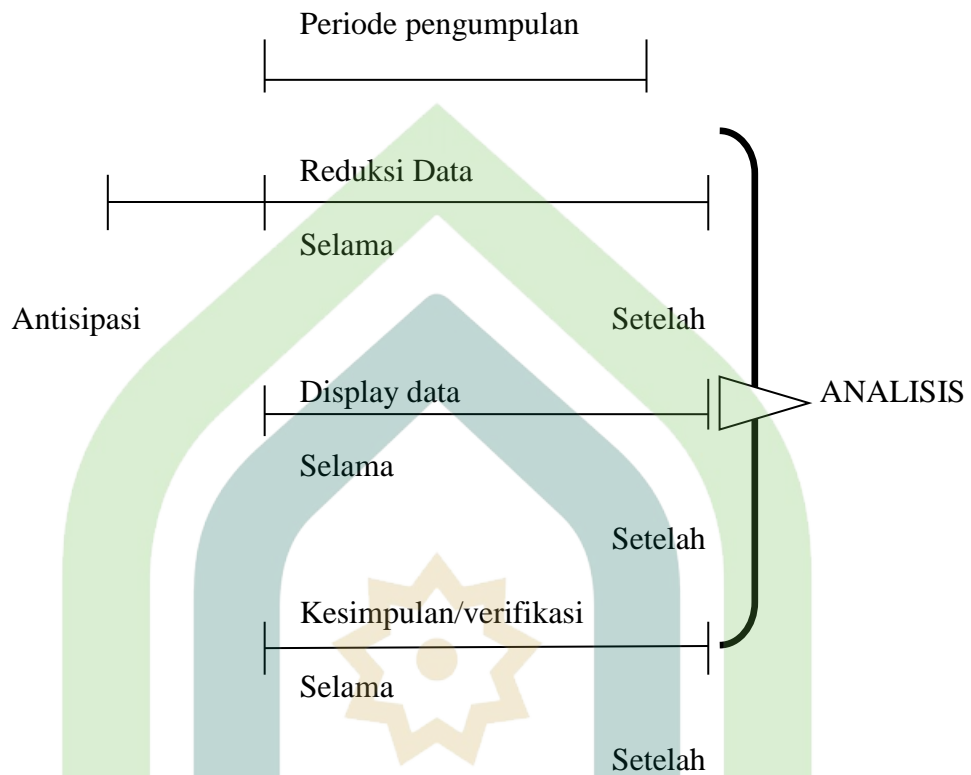 Periode pengumpulan
Reduksi Data
Selama
Antisipasi
Setelah
Display data
ANALISIS
Selama
Setelah
Kesimpulan/verifikasi
Selama
Setelah